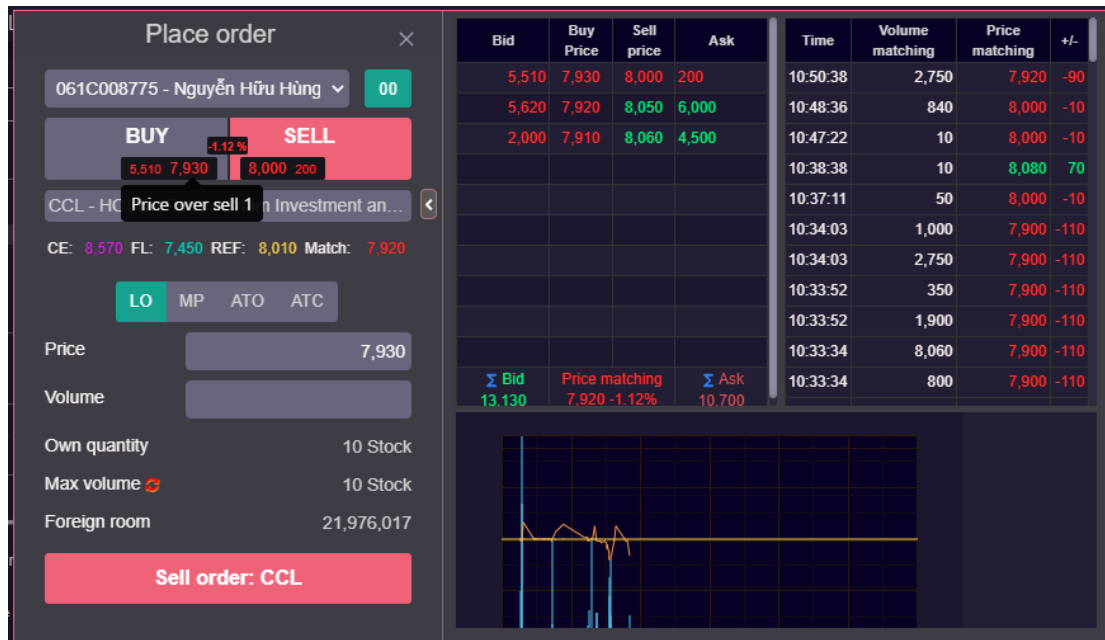 Place order ×
061C008775 - Nguyễn Hữu Hùng 00
BUY SELL
-1.12 %
5,510 7,930 8,000 200
CCL - HO Price over sell 1 n Investment an...
CE: 8,570 FL: 7,450 REF: 8,010 Match: 7,920
LO MP ATO ATC
Price 7,930
Volume
Own quantity 10 Stock
Max volume 10 Stock
Foreign room 21,976,017
Sell order: CCL
Bid Buy Price Sell price Ask
5,510 7,930 8,000 200
5,620 7,920 8,050 6,000
2,000 7,910 8,060 4,500
Σ Bid Price matching Σ Ask
13.130 7,920 -1.12% 10.700
Time Volume matching Price matching +/-
10:50:38 2,750 7,920 -90
10:48:36 840 8,000 -10
10:47:22 10 8,000 -10
10:38:38 10 8,080 70
10:37:11 50 8,000 -10
10:34:03 1,000 7,900 -110
10:34:03 2,750 7,900 -110
10:33:52 350 7,900 -110
10:33:52 1,900 7,900 -110
10:33:34 8,060 7,900 -110
10:33:34 800 7,900 -110